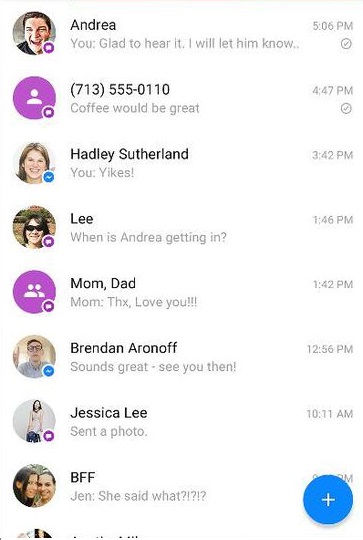 Andrea 5:06 PM
You: Glad to hear it. I will let him know..
(713) 555-0110 4:47 PM
Coffee would be great
Hadley Sutherland 3:42 PM
You: Yikes!
Lee 1:46 PM
When is Andrea getting in?
Mom, Dad 1:42 PM
Mom: Thx, Love you!!!
Brendan Aronoff 12:56 PM
Sounds great - see you then!
Jessica Lee 10:11 AM
Sent a photo.
BFF
Jen: She said what?!?!?